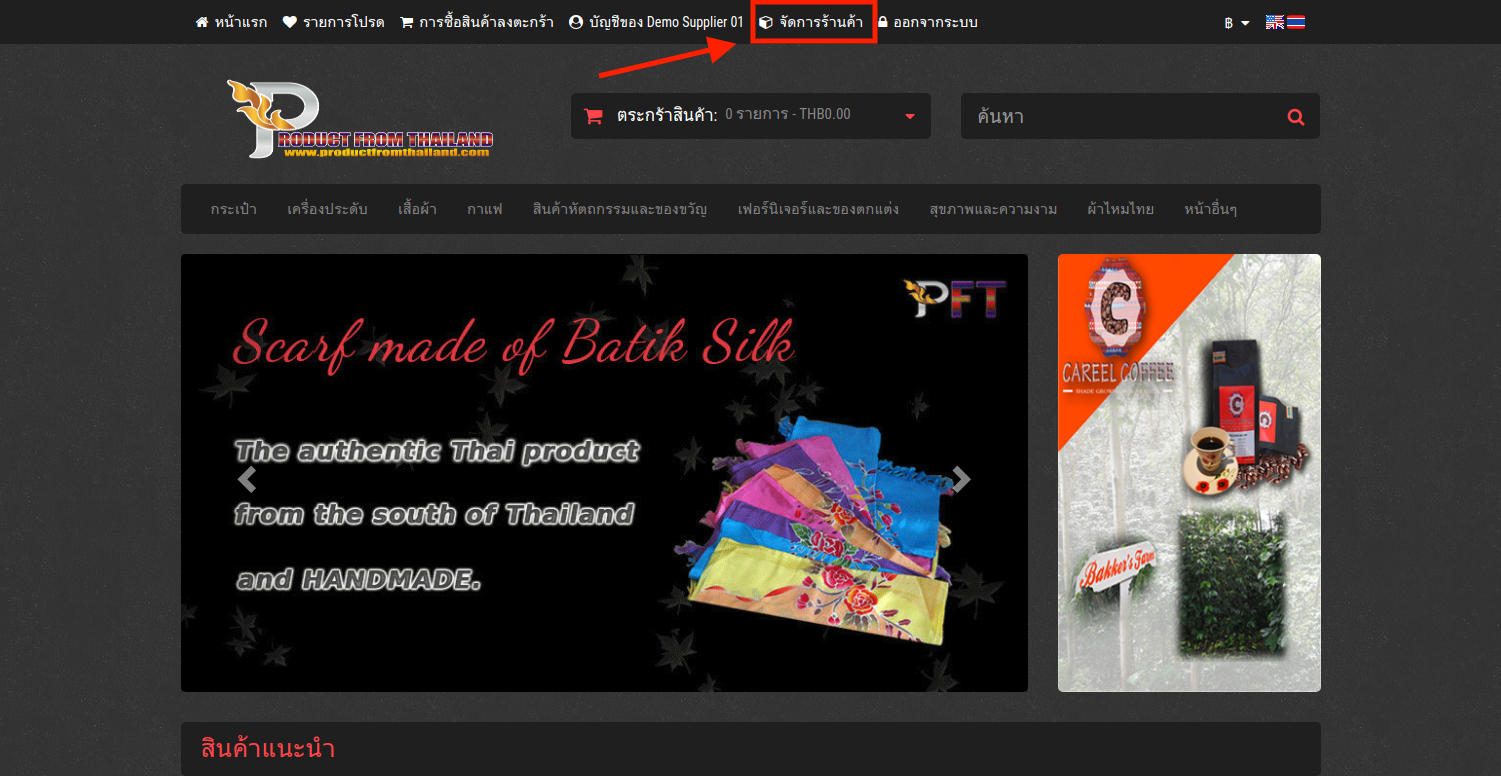 หน้าแรก รายการโปรด การซื้อสินค้าลงตะกร้า บัญชีของ Demo Supplier 01 จัดการร้านค้า ออกจากระบบ ฿
PRODUCT FROM THAILAND
www.productfromthailand.com
ตระกร้าสินค้า: 0 รายการ - THB0.00
ค้นหา
กระเป๋า เครื่องประดับ เสื้อผ้า กาแฟ สินค้าหัตถกรรมและของขวัญ เฟอร์นิเจอร์และของตกแต่ง สุขภาพและความงาม ผ้าไหมไทย หน้าอื่นๆ
PFT
Scarf made of Batik Silk
The authentic Thai product
from the south of Thailand
and HANDMADE.
C
CAREEL COFFEE
Bakker's Farm
สินค้าแนะนำ